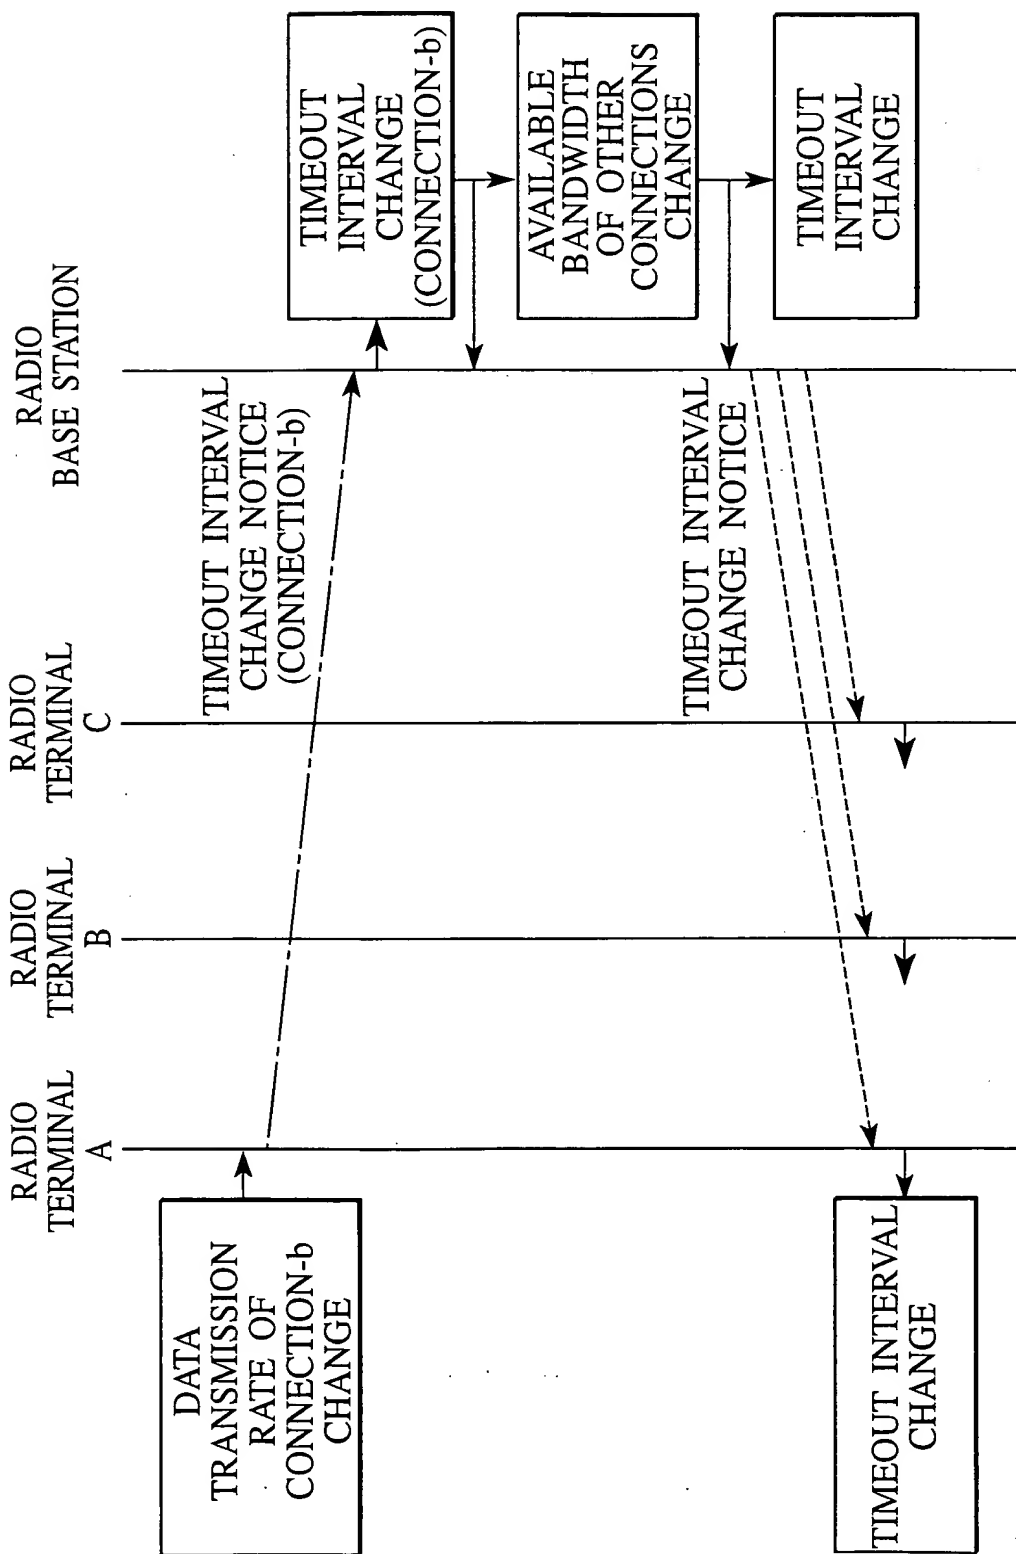 RADIO
TERMINAL
A
RADIO
TERMINAL
B
RADIO
TERMINAL
C
RADIO
BASE STATION
DATA
TRANSMISSION
RATE OF
CONNECTION-b
CHANGE
TIMEOUT INTERVAL
CHANGE NOTICE
(CONNECTION-b)
TIMEOUT
INTERVAL
CHANGE
(CONNECTION-b)
AVAILABLE
BANDWIDTH
OF OTHER
CONNECTIONS
CHANGE
TIMEOUT INTERVAL
CHANGE NOTICE
TIMEOUT
INTERVAL
CHANGE
TIMEOUT INTERVAL
CHANGE